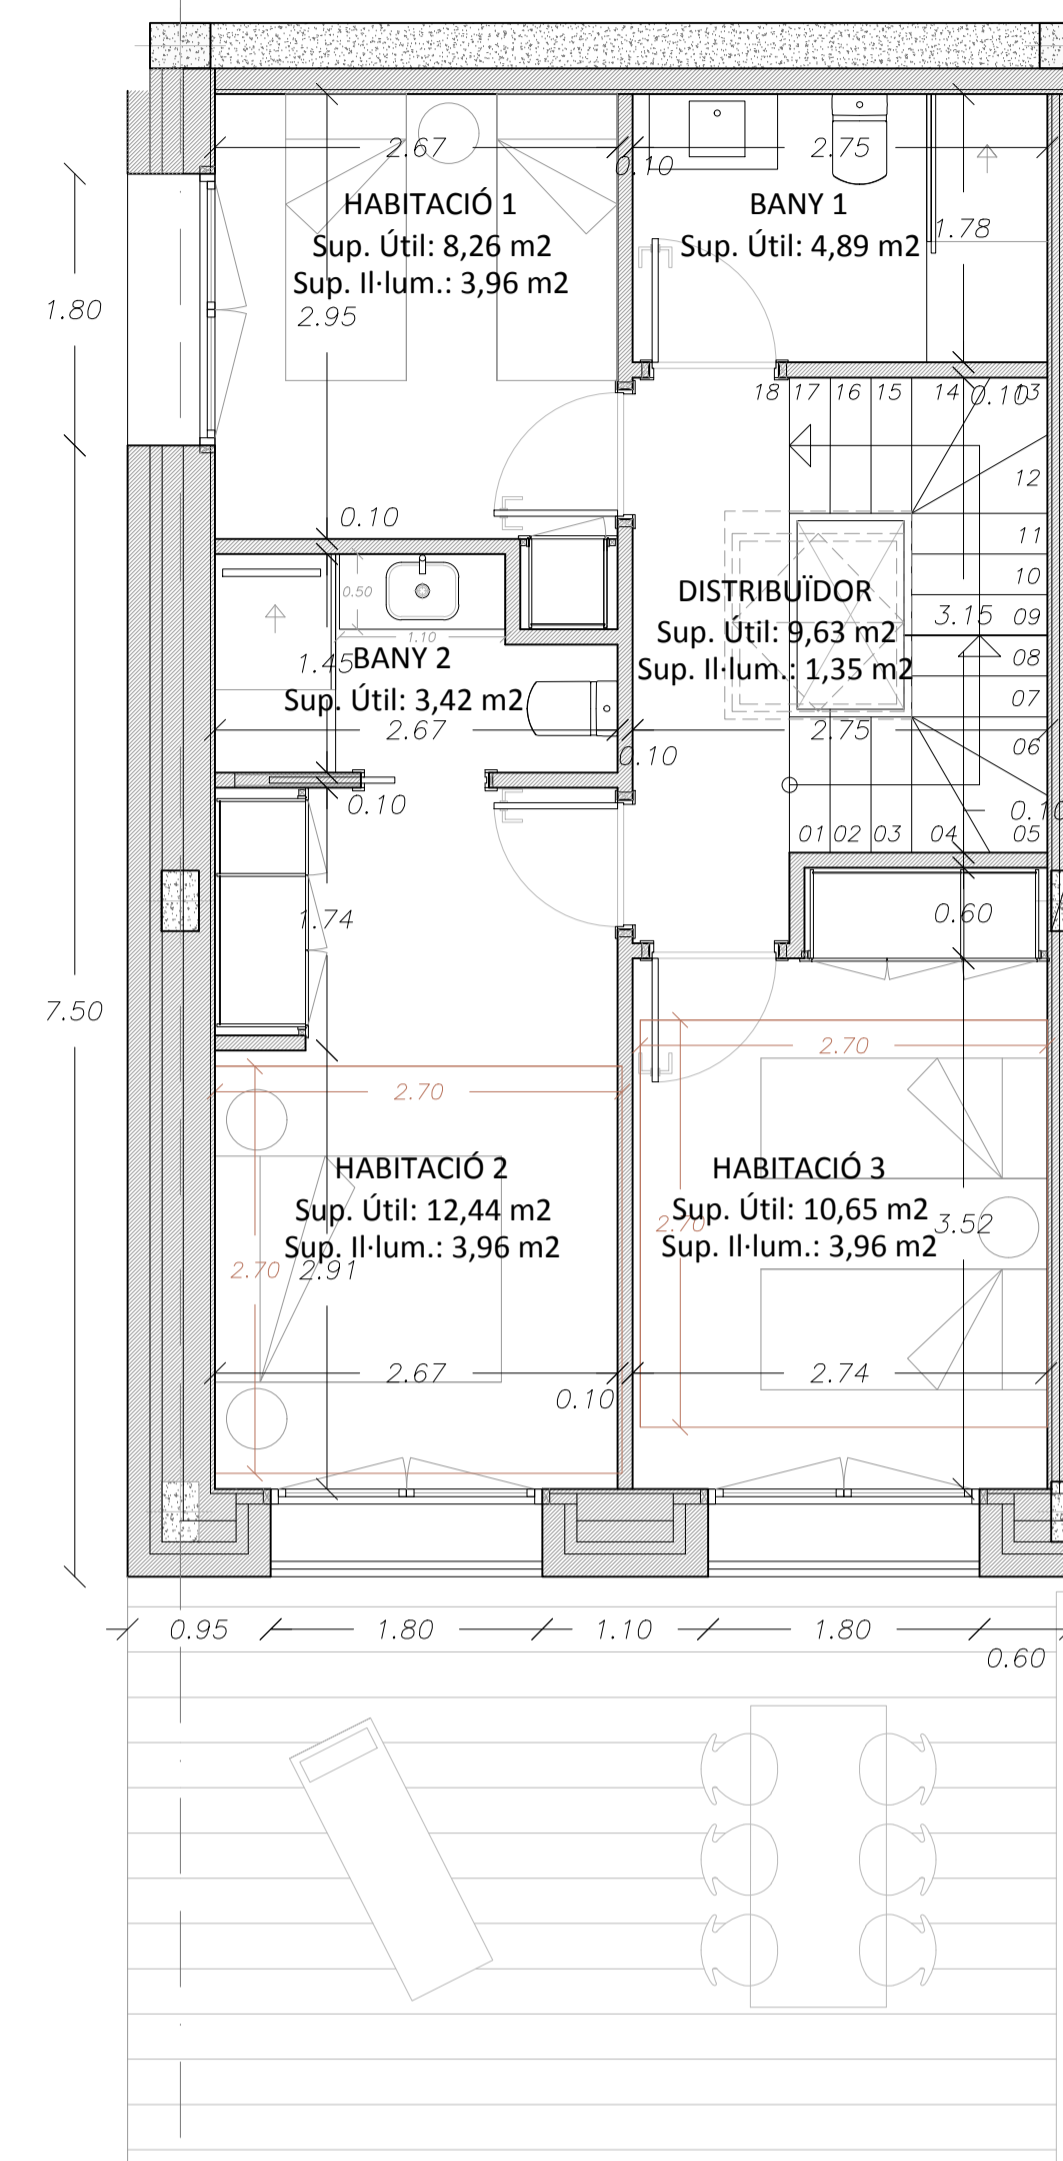 2.67
0.10
2.75
HABITACIÓ 1
Sup. Útil: 8,26 m2
Sup. Il·lum.: 3,96 m2
BANY 1
Sup. Útil: 4,89 m2
1.78
1.80
2.95
18 17 16 15 14 13
0.10
12
11
10
09
08
07
06
05
04
03
02
01
0.10
0.50
1.10
1.45
BANY 2
Sup. Útil: 3,42 m2
2.67
0.10
DISTRIBUÏDOR
Sup. Útil: 9,63 m2
Sup. Il·lum.: 1,35 m2
3.15
2.75
0.10
0.10
1.74
0.60
7.50
2.70
2.70
HABITACIÓ 2
Sup. Útil: 12,44 m2
Sup. Il·lum.: 3,96 m2
2.70
2.91
HABITACIÓ 3
Sup. Útil: 10,65 m2
Sup. Il·lum.: 3,96 m2
2.70
3.52
2.67
0.10
2.74
0.95
1.80
1.10
1.80
0.60